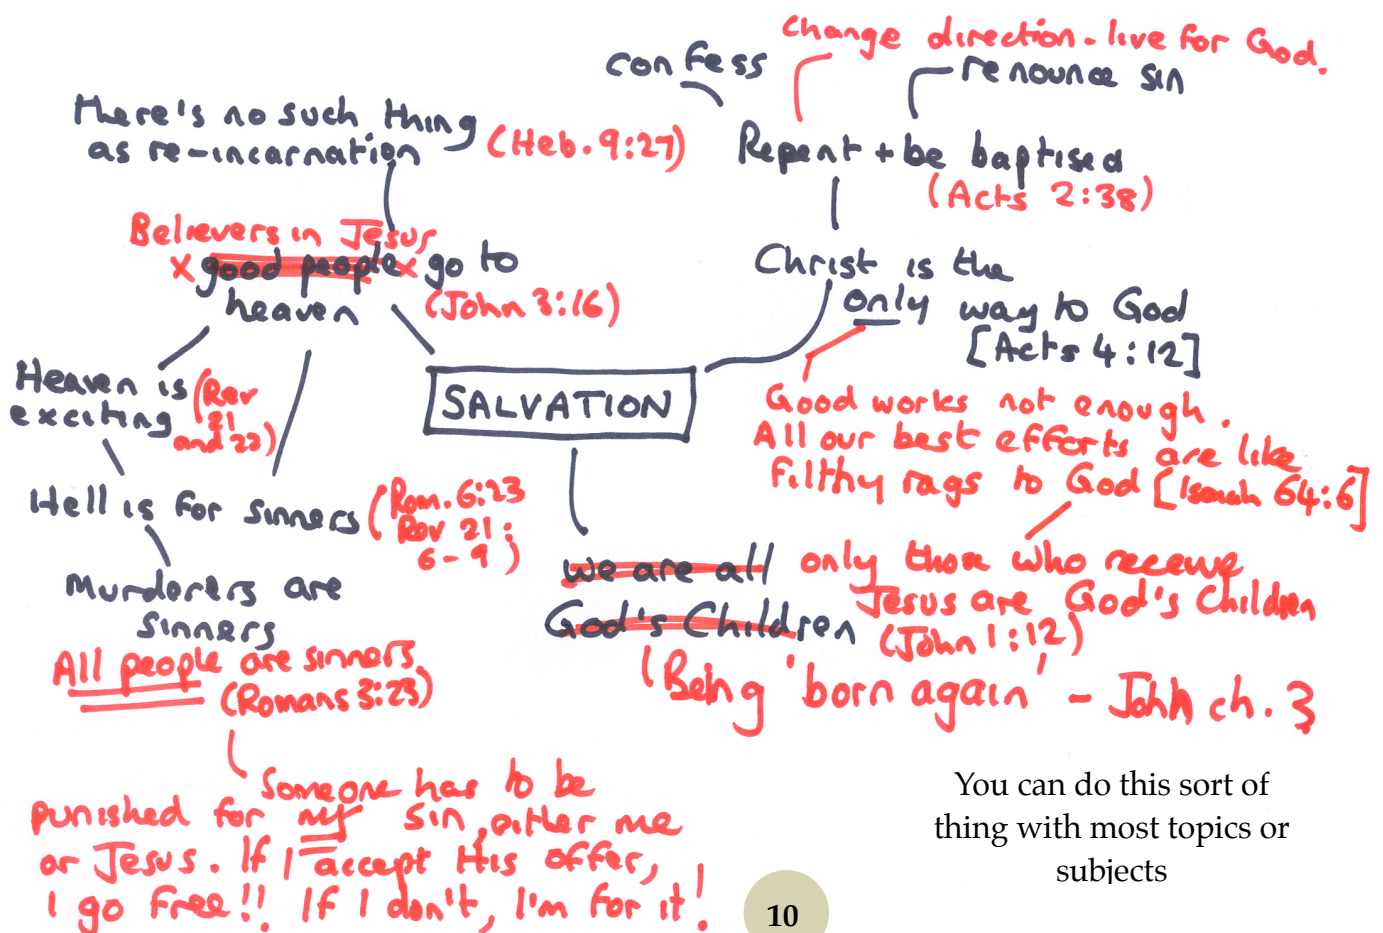 change direction - live for God.
confess
renounce sin
There's no such thing
as re-incarnation
(Heb. 9:27)
Repent + be baptised
(Acts 2:38)
Believers in Jesus
x good people x go to
heaven
(John 3:16)
Christ is the
only way to God
[Acts 4:12]
Heaven is
exciting
(Rev
21
and 22)
SALVATION
Good works not enough.
All our best efforts are like
filthy rags to God [Isaiah 64:6]
Hell is for sinners
(Rom. 6:23
Rev 21:
6-9)
we are all
God's Children
only those who receive
Jesus are God's Children
(John 1:12)
(Being 'born again' - John ch. 3
Murderers are
sinners
All people are sinners
(Romans 3:23)
Someone has to be
punished for my sin, either me
or Jesus. If I accept His offer,
I go free!! If I don't, I'm for it!
You can do this sort of
thing with most topics or
subjects
10